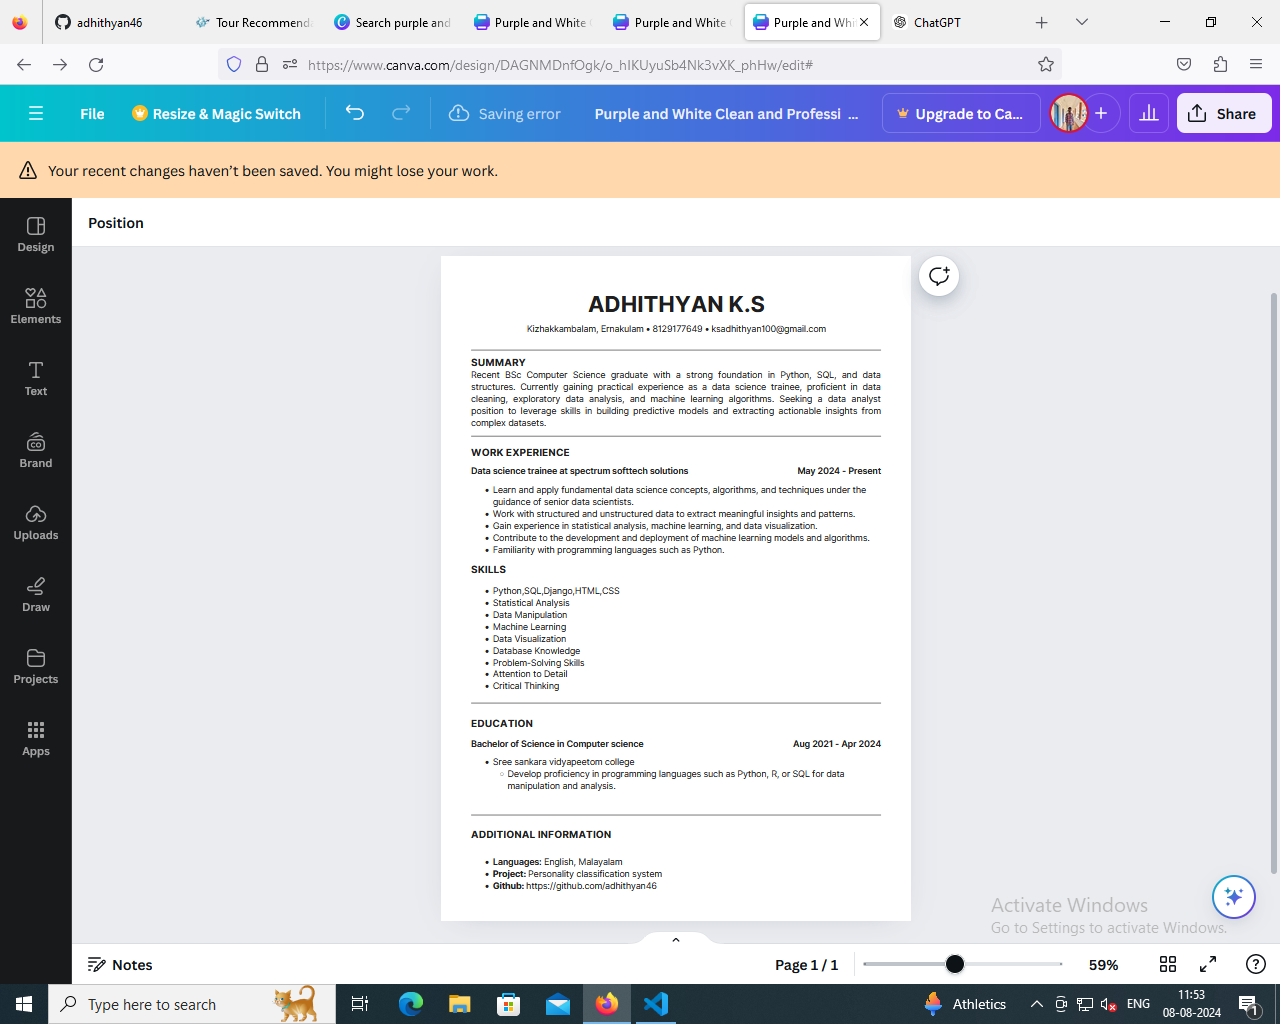 adhithyan46
Tour Recommend
Search purple and
Purple and White
Purple and White
Purple and Whi
ChatGPT
https://www.canva.com/design/DAGNMDnfOgk/o_hIKUyuSb4Nk3vXK_phHw/edit#
File
Resize & Magic Switch
Saving error
Purple and White Clean and Professi ...
Upgrade to Ca...
Share
Your recent changes haven’t been saved. You might lose your work.
Position
Design
Elements
Text
Brand
Uploads
Draw
Projects
Apps
ADHITHYAN K.S
Kizhakkambalam, Ernakulam • 8129177649 • ksadhithyan100@gmail.com
SUMMARY
Recent BSc Computer Science graduate with a strong foundation in Python, SQL, and data
structures. Currently gaining practical experience as a data science trainee, proficient in data
cleaning, exploratory data analysis, and machine learning algorithms. Seeking a data analyst
position to leverage skills in building predictive models and extracting actionable insights from
complex datasets.
WORK EXPERIENCE
Data science trainee at spectrum softtech solutions May 2024 - Present
• Learn and apply fundamental data science concepts, algorithms, and techniques under the
guidance of senior data scientists.
• Work with structured and unstructured data to extract meaningful insights and patterns.
• Gain experience in statistical analysis, machine learning, and data visualization.
• Contribute to the development and deployment of machine learning models and algorithms.
• Familiarity with programming languages such as Python.
SKILLS
• Python,SQL,Django,HTML,CSS
• Statistical Analysis
• Data Manipulation
• Machine Learning
• Data Visualization
• Database Knowledge
• Problem-Solving Skills
• Attention to Detail
• Critical Thinking
EDUCATION
Bachelor of Science in Computer science Aug 2021 - Apr 2024
• Sree sankara vidyapeetom college
◦ Develop proficiency in programming languages such as Python, R, or SQL for data
manipulation and analysis.
ADDITIONAL INFORMATION
• Languages: English, Malayalam
• Project: Personality classification system
• Github: https://github.com/adhithyan46
Activate Windows
Go to Settings to activate Windows.
Notes
Page 1 / 1
59%
Type here to search
Athletics
ENG
11:53
08-08-2024
1